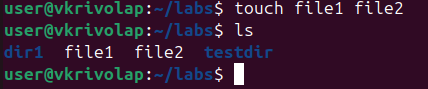 user@vkrivolap:~/labs$ touch file1 file2
user@vkrivolap:~/labs$ ls
dir1  file1  file2  testdir
user@vkrivolap:~/labs$